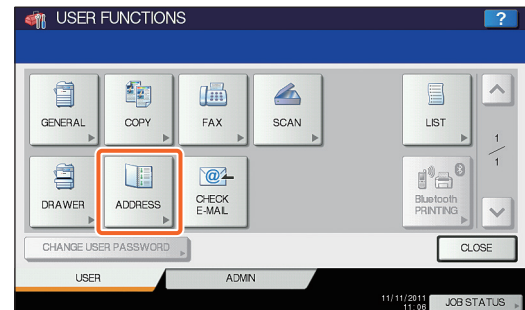 USER FUNCTIONS
?
GENERAL
COPY
FAX
SCAN
LIST
1
1
DRAWER
ADDRESS
@
CHECK
E-MAIL
Bluetooth
PRINTING
0
CHANGE USER PASSWORD
CLOSE
USER
ADMIN
11/11/2011
11:06
JOB STATUS